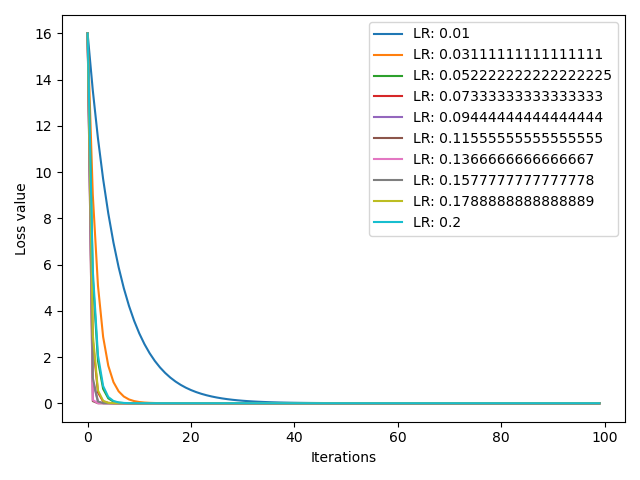 16
14
12
10
8
6
4
2
0
Loss value
0
20
40
60
80
100
Iterations
LR: 0.01
LR: 0.03111111111111111
LR: 0.052222222222222225
LR: 0.07333333333333333
LR: 0.09444444444444444
LR: 0.11555555555555555
LR: 0.1366666666666667
LR: 0.1577777777777778
LR: 0.1788888888888889
LR: 0.2